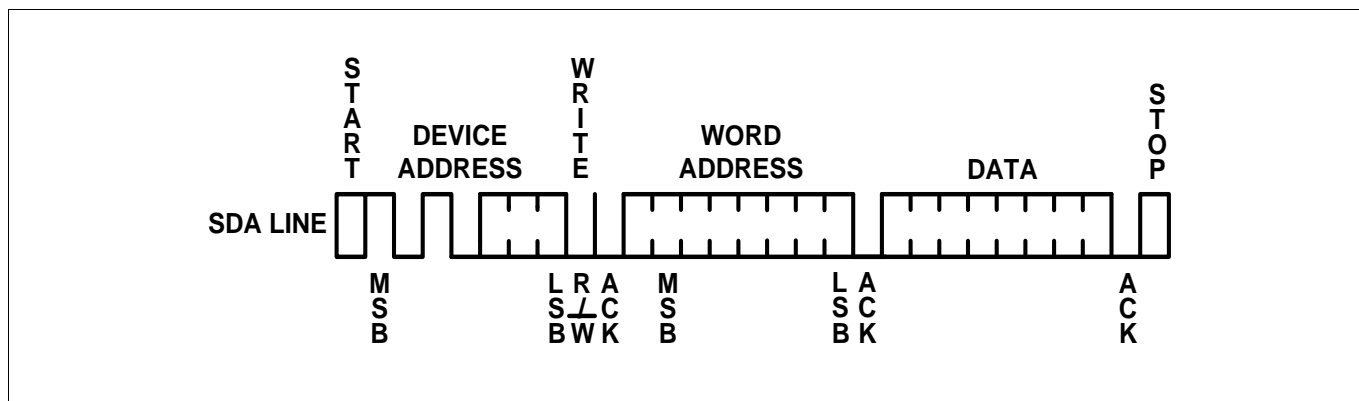 START
WRITE
STOP
DEVICE
ADDRESS
WORD
ADDRESS
DATA
SDA LINE
MSB
LSB
R/W
ACK
MSB
LSB
ACK
ACK